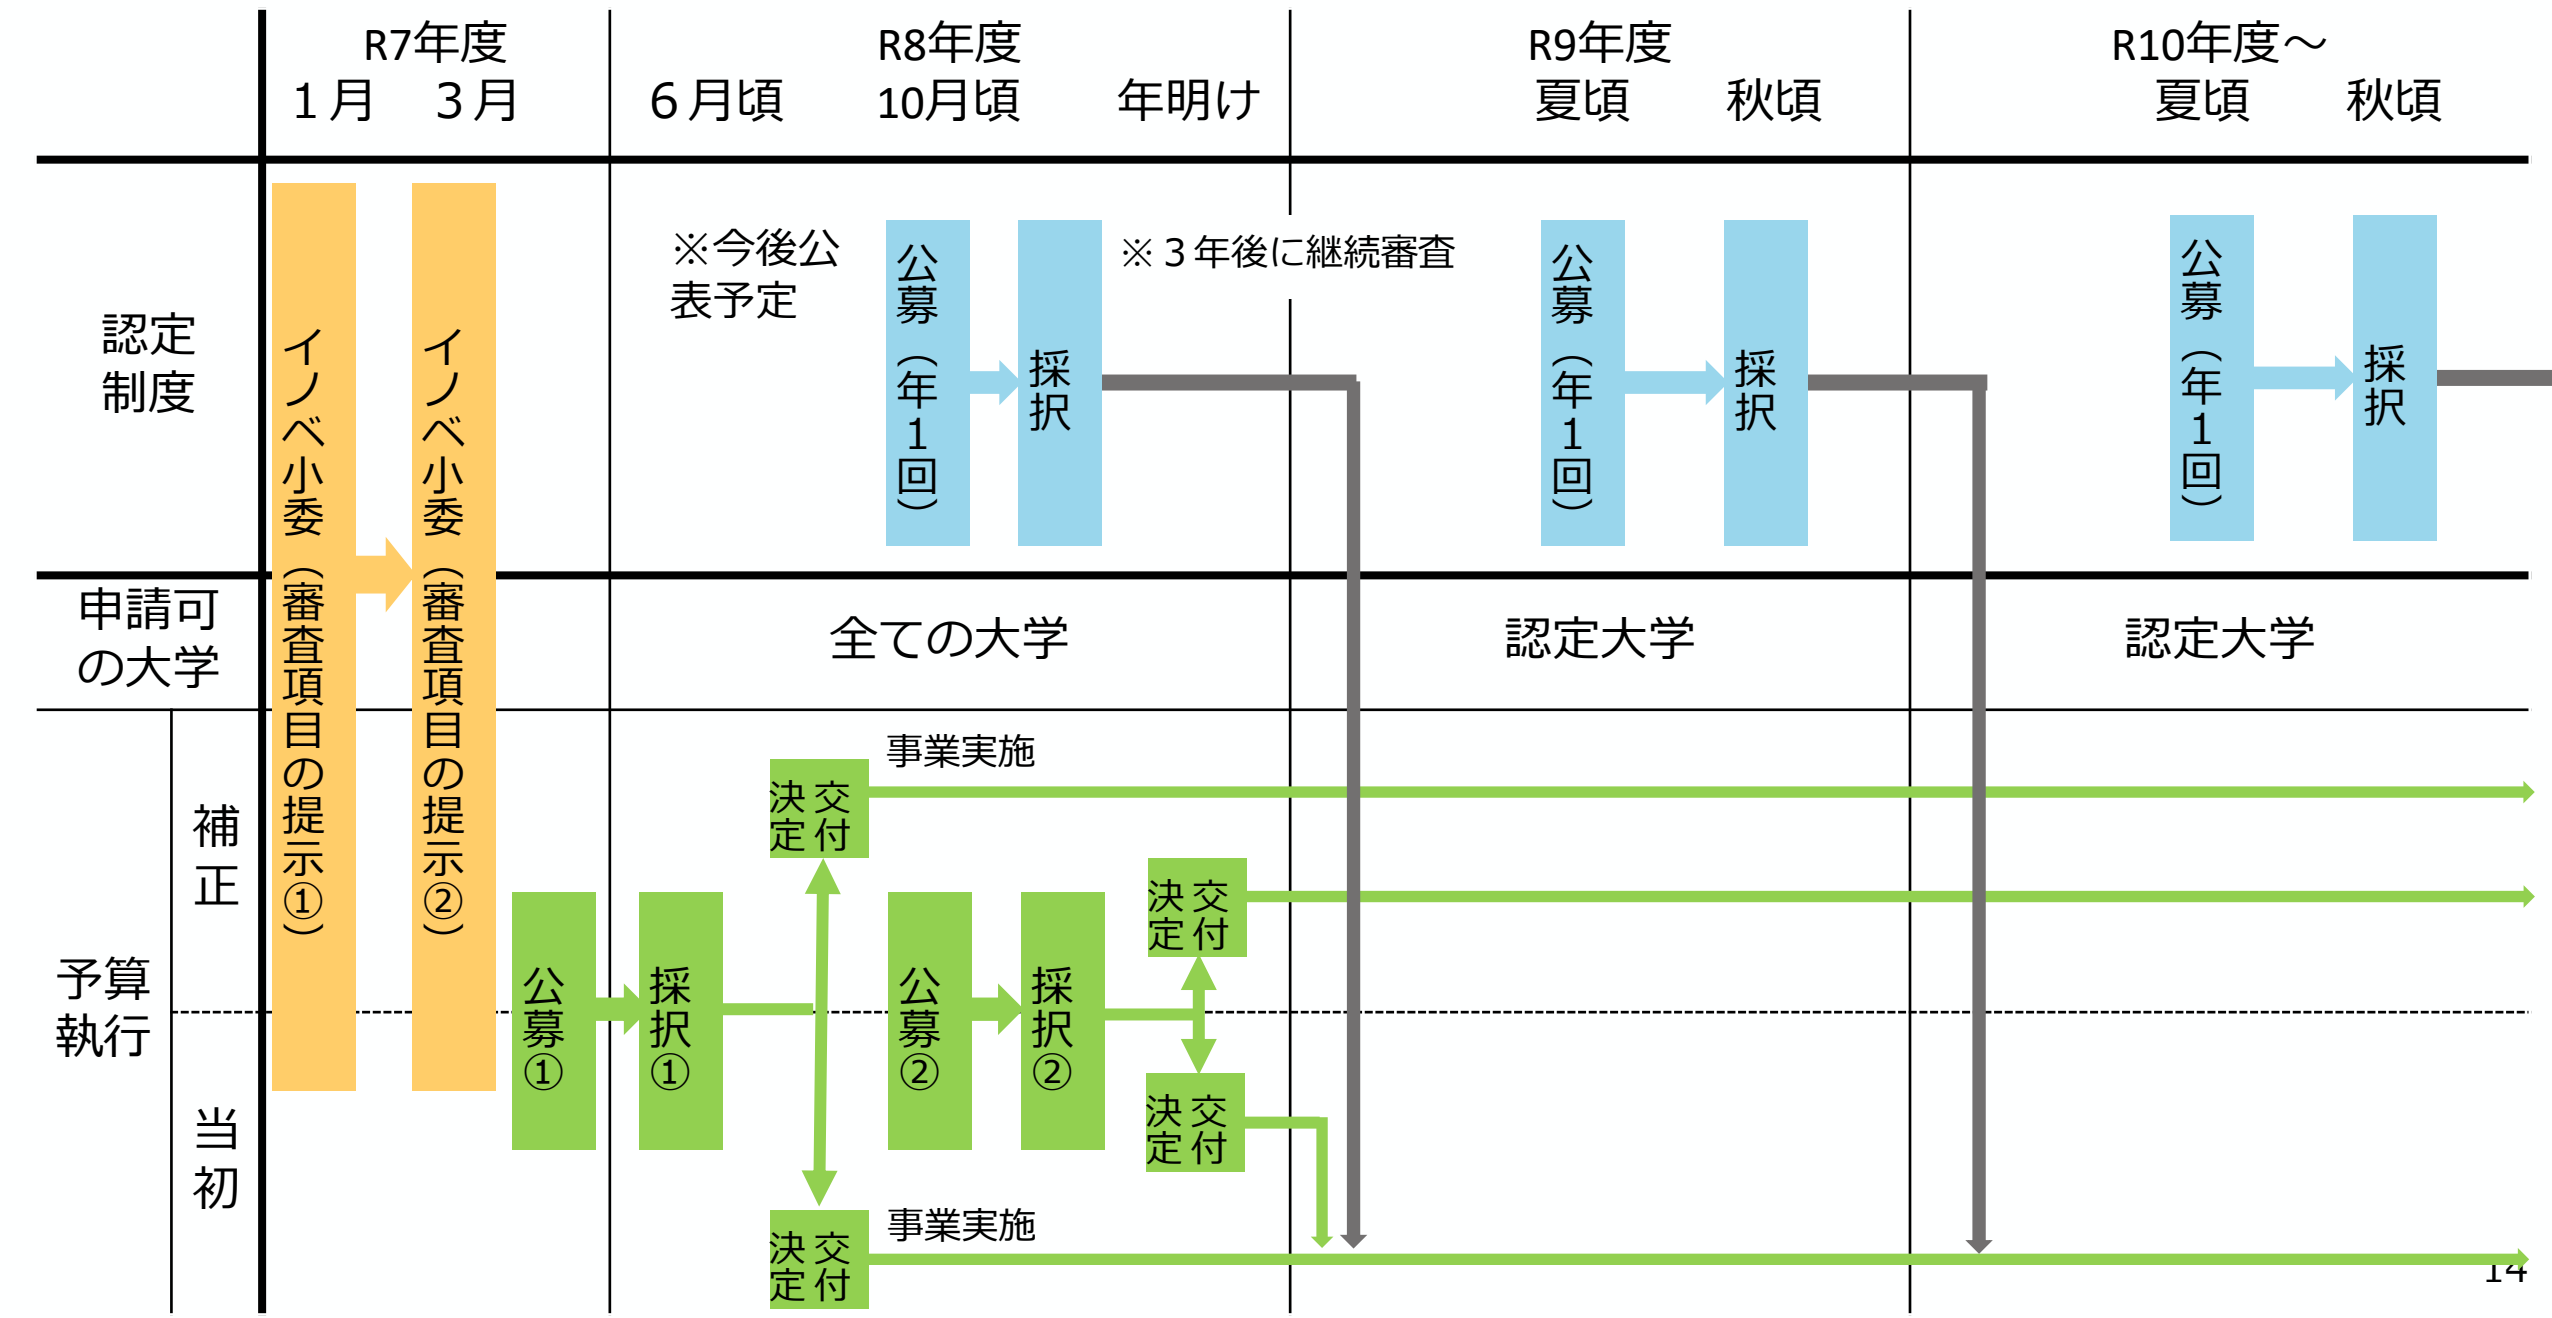 R7年度
R8年度
R9年度
R10年度～
１月
３月
６月頃
10月頃
年明け
夏頃
秋頃
夏頃
秋頃
認定
制度
イノベ小委（審査項目の提示①）
イノベ小委（審査項目の提示②）
※今後公
表予定
公募（年１回）
採択
※３年後に継続審査
公募（年１回）
採択
公募（年１回）
採択
申請可
の大学
全ての大学
認定大学
認定大学
予算
執行
補正
当初
公募①
採択①
交付
決定
事業実施
公募②
採択②
交付
決定
交付
決定
交付
決定
事業実施
14